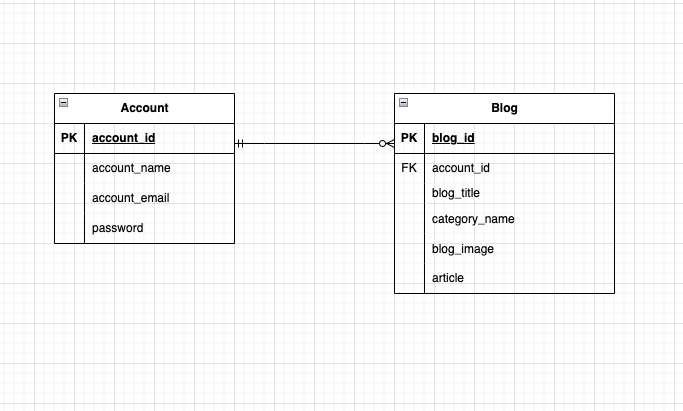 Account
PK account_id
account_name
account_email
password
Blog
PK blog_id
FK account_id
blog_title
category_name
blog_image
article